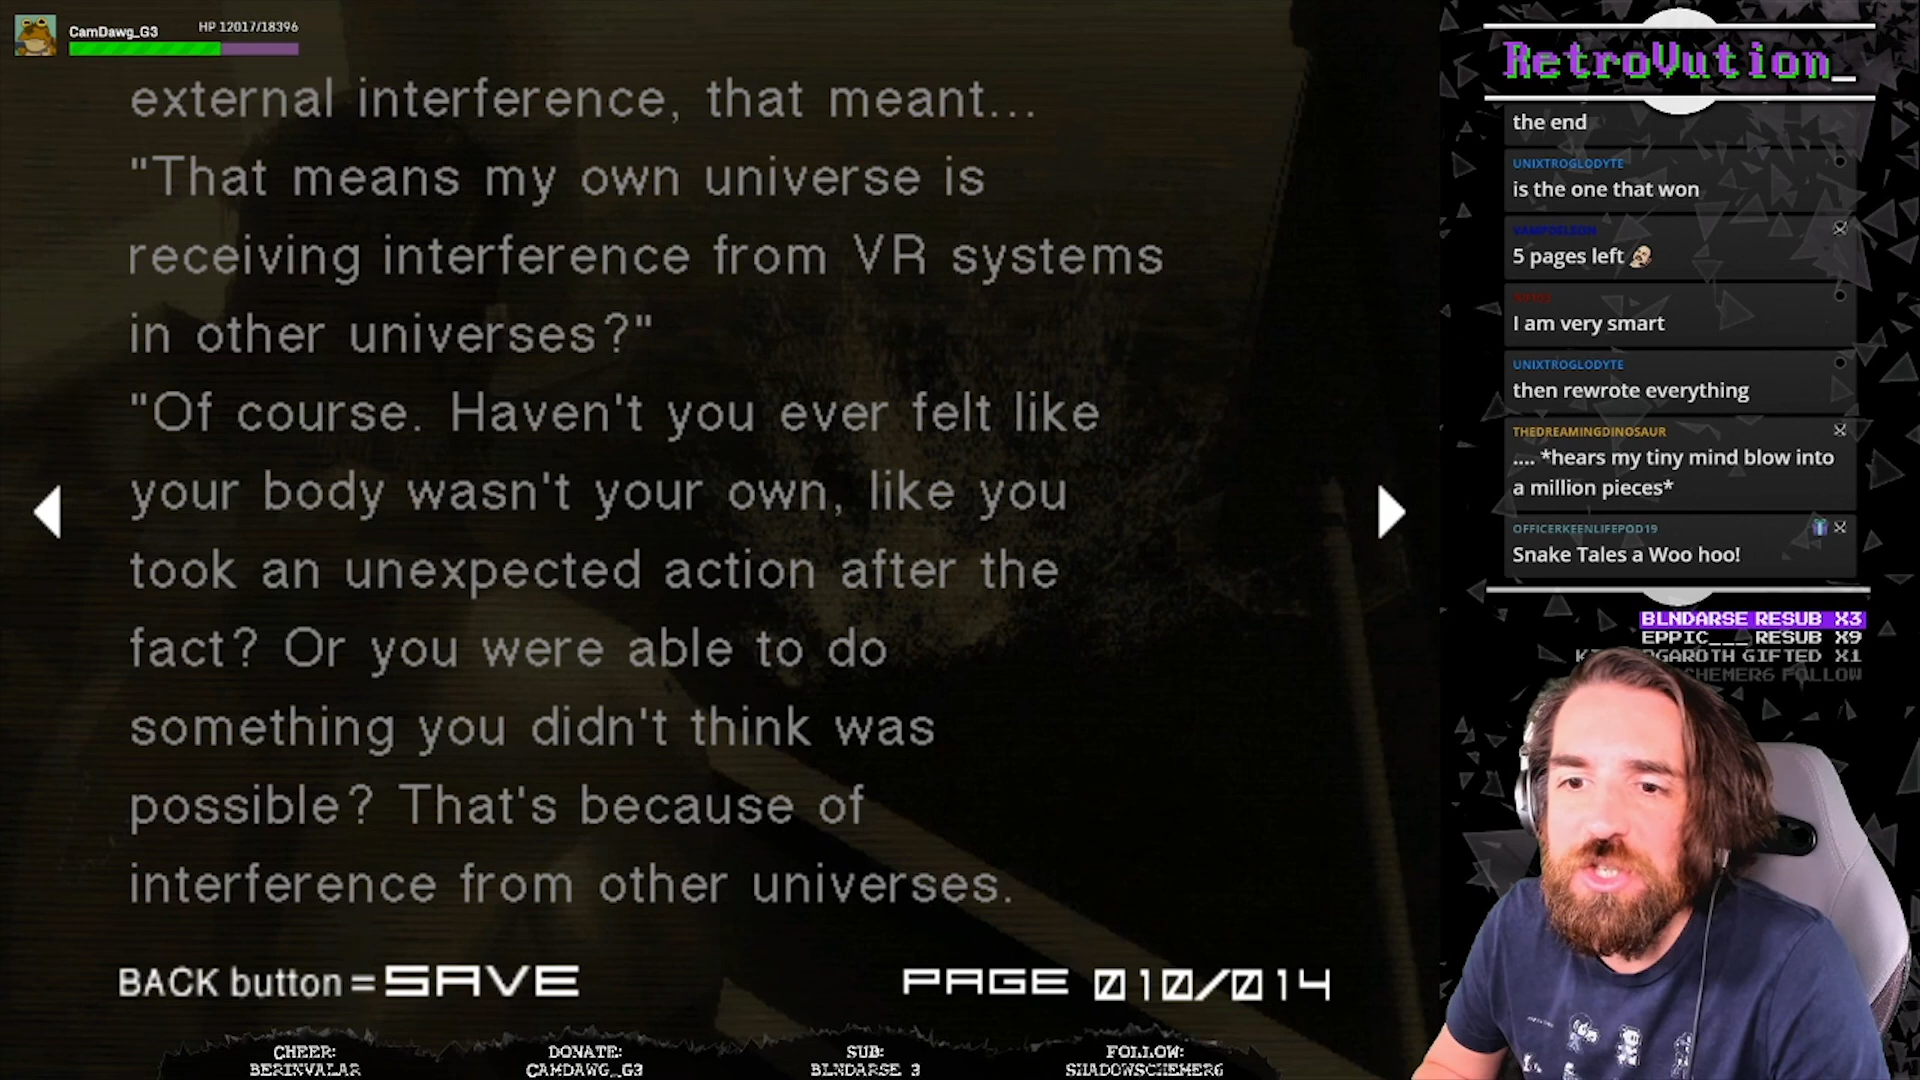 CamDawg_G3
HP 12017/18396
external interference, that meant...
"That means my own universe is
receiving interference from VR systems
in other universes?"
"Of course. Haven't you ever felt like
your body wasn't your own, like you
took an unexpected action after the
fact? Or you were able to do
something you didn't think was
possible? That's because of
interference from other universes.
BACK button = SAVE
PAGE 010/014
CHEER:
BERINVALAR
DONATE:
CAMDAWG_G3
SUB:
BLNDARSE 3
FOLLOW:
SHADOWSCHEMER6
RetroVution_
the end
UNIXTROGLODYTE
is the one that won
5 pages left
I am very smart
UNIXTROGLODYTE
then rewrote everything
THEDREAMINGDINOSAUR
.... *hears my tiny mind blow into
a million pieces*
OFFICERKEENLIFEPOD19
Snake Tales a Woo hoo!
BLNDARSE RESUB X3
EPPIC___ RESUB X9
GAROTH GIFTED X1
CHEMER6 FOLLOW